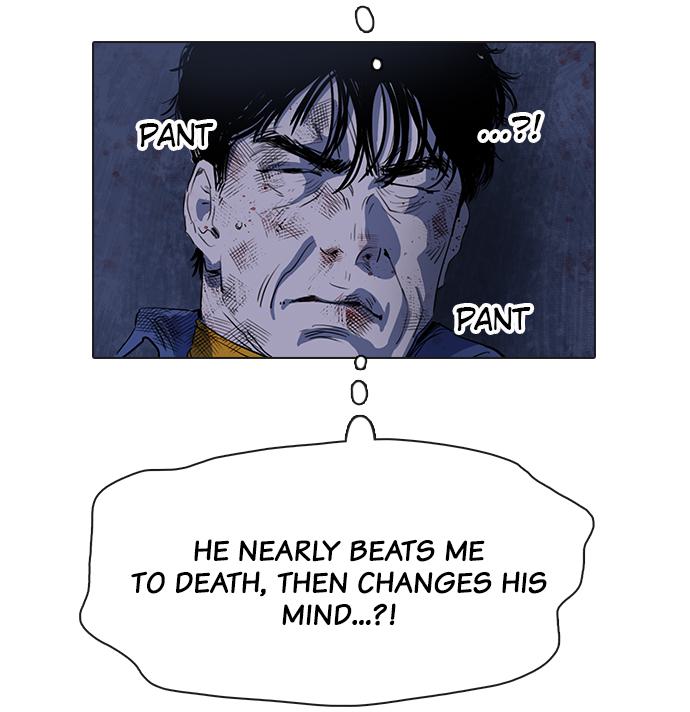 PANT
...?!
PANT
HE NEARLY BEATS ME
TO DEATH, THEN CHANGES HIS
MIND...?!